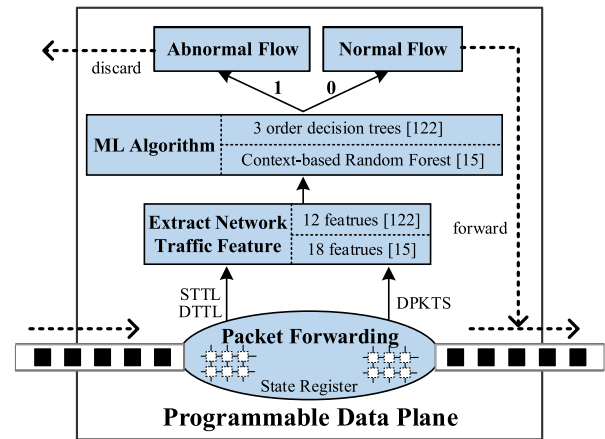 Abnormal Flow
Normal Flow
discard
1
0
ML Algorithm
3 order decision trees [122]
Context-based Random Forest [15]
Extract Network
Traffic Feature
12 featrues [122]
18 featrues [15]
forward
STTL
DTTL
DPKTS
Packet Forwarding
State Register
Programmable Data Plane